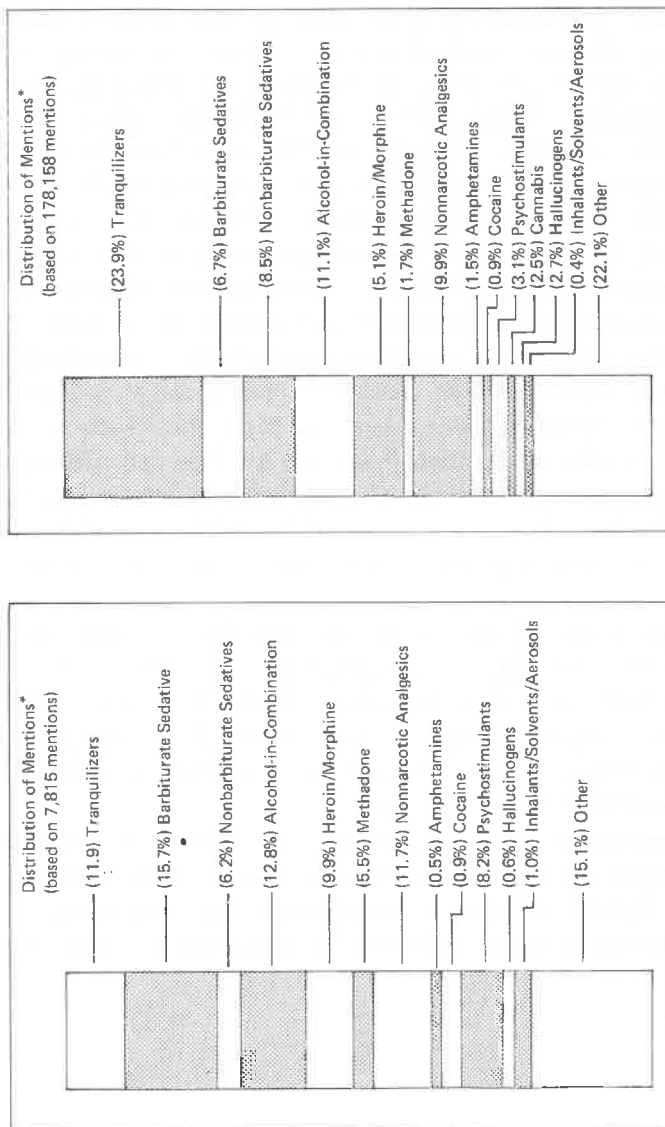 Distribution of Mentions*
(based on 7,815 mentions)
(11.9) Tranquilizers
(15.7%) Barbiturate Sedative
(6.2%) Nonbarbiturate Sedatives
(12.8%) Alcohol-in-Combination
(9.9%) Heroin/Morphine
(5.5%) Methadone
(11.7%) Nonnarcotic Analgesics
(0.5%) Amphetamines
(0.9%) Cocaine
(8.2%) Psychostimulants
(0.6%) Hallucinogens
(1.0%) Inhalants/Solvents/Aerosols
(15.1%) Other
Distribution of Mentions*
(based on 178,158 mentions)
(23.9%) Tranquilizers
(6.7%) Barbiturate Sedatives
(8.5%) Nonbarbiturate Sedatives
(11.1%) Alcohol-in-Combination
(5.1%) Heroin/Morphine
(1.7%) Methadone
(9.9%) Nonnarcotic Analgesics
(1.5%) Amphetamines
(0.9%) Cocaine
(3.1%) Psychostimulants
(2.5%) Cannabis
(2.7%) Hallucinogens
(0.4%) Inhalants/Solvents/Aerosols
(22.1%) Other